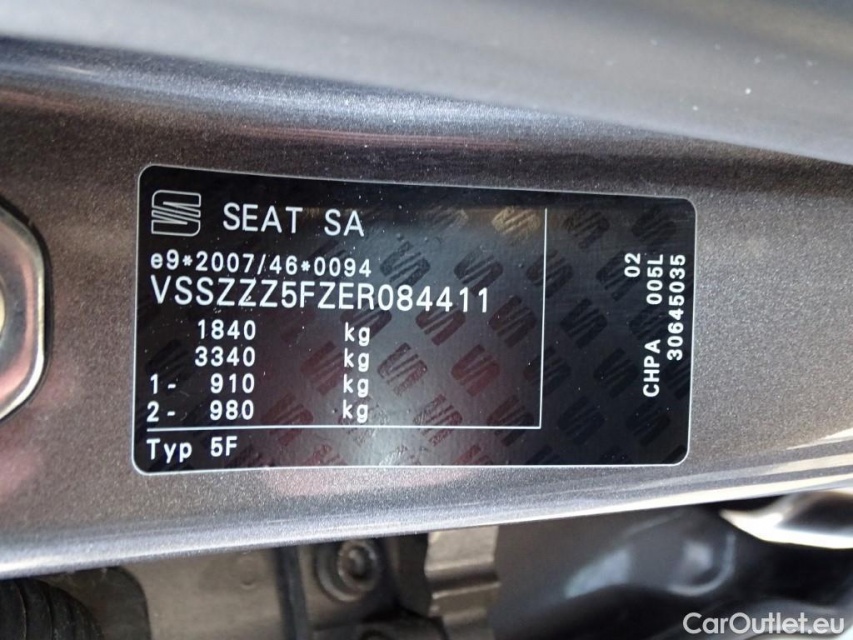 SEAT SA
e9*2007/46*0094
VSSZZZ5FZER084411
1840 kg
3340 kg
1- 910 kg
2- 980 kg
Typ 5F
02
CHPA 005L
30645035
CarOutlet.eu